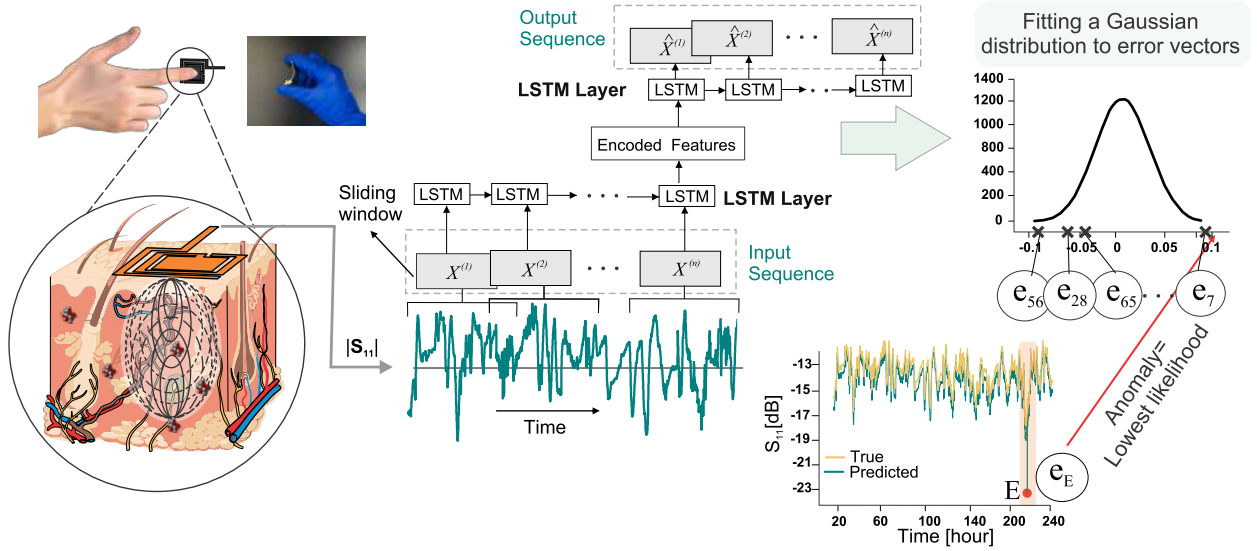 Output
Sequence
X̂(1)
X̂(2)
· · ·
X̂(n)
LSTM Layer
LSTM
LSTM
· ·
LSTM
Encoded Features
Sliding
window
LSTM
LSTM
· · ·
LSTM
LSTM Layer
X(1)
X(2)
· · ·
X(n)
Input
Sequence
|S11|
Time
Fitting a Gaussian
distribution to error vectors
1400
1200
1000
800
400
200
0
-0.1
-0.05
0
0.05
0.1
e56
e28
e65
· · ·
e7
Anomaly=
Lowest likelihood
S11[dB]
-13
-15
-17
-19
-21
-23
True
Predicted
E
eE
20
60
100
140
200
240
Time [hour]